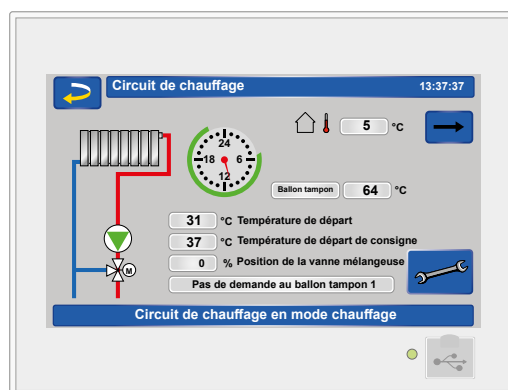 Circuit de chauffage 13:37:37
5 °C
24
18 6
12
Ballon tampon 64 °C
31 °C Température de départ
37 °C Température de départ de consigne
0 % Position de la vanne mélangeuse
M
Pas de demande au ballon tampon 1
Circuit de chauffage en mode chauffage